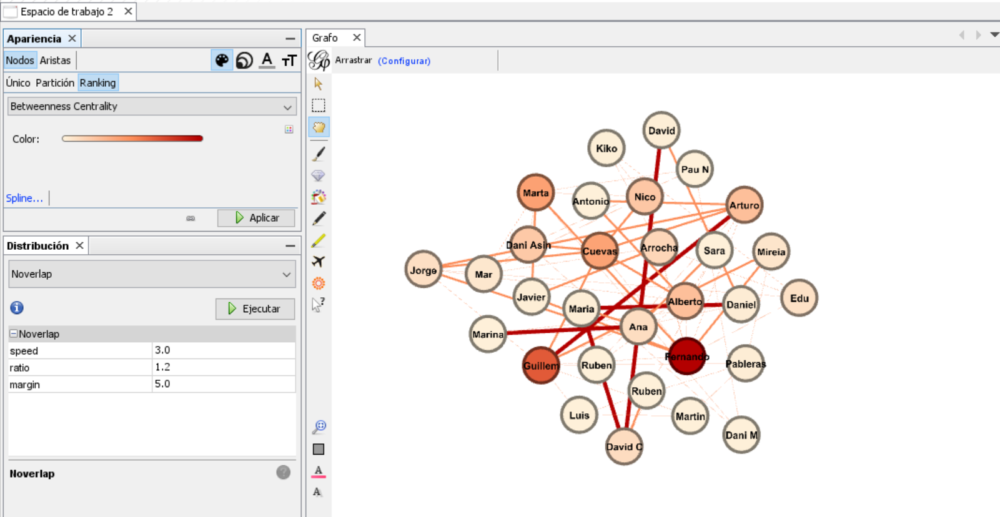 Espacio de trabajo 2
Apariencia
Nodos Aristas
A
TT
Único Partición Ranking
Betweenness Centrality
Color:
Spline...
Aplicar
Distribución
Noverlap
Ejecutar
Noverlap
speed 3.0
ratio 1.2
margin 5.0
Noverlap
?
Grafo
Arrastrar (Configurar)
?
A
A
David
Kiko
Pau N
Marta
Antonio
Nico
Arturo
Dani Asin
Cuevas
Arrocha
Sara
Mireia
Jorge
Mar
Javier
Maria
Alberto
Daniel
Edu
Marina
Ana
Guillem
Ruben
Fernando
Pableras
Ruben
Luis
Martin
Dani M
David C